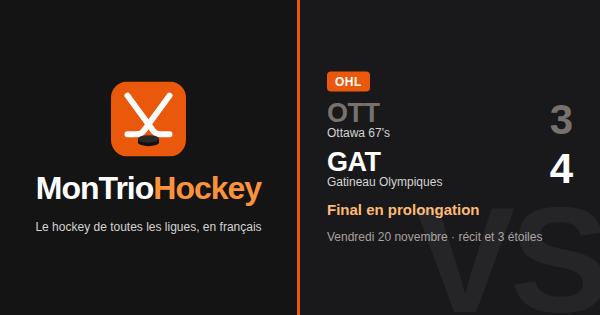 MonTrioHockey
Le hockey de toutes les ligues, en français
OHL
OTT 3
Ottawa 67's
GAT 4
Gatineau Olympiques
Final en prolongation
Vendredi 20 novembre · récit et 3 étoiles
VS